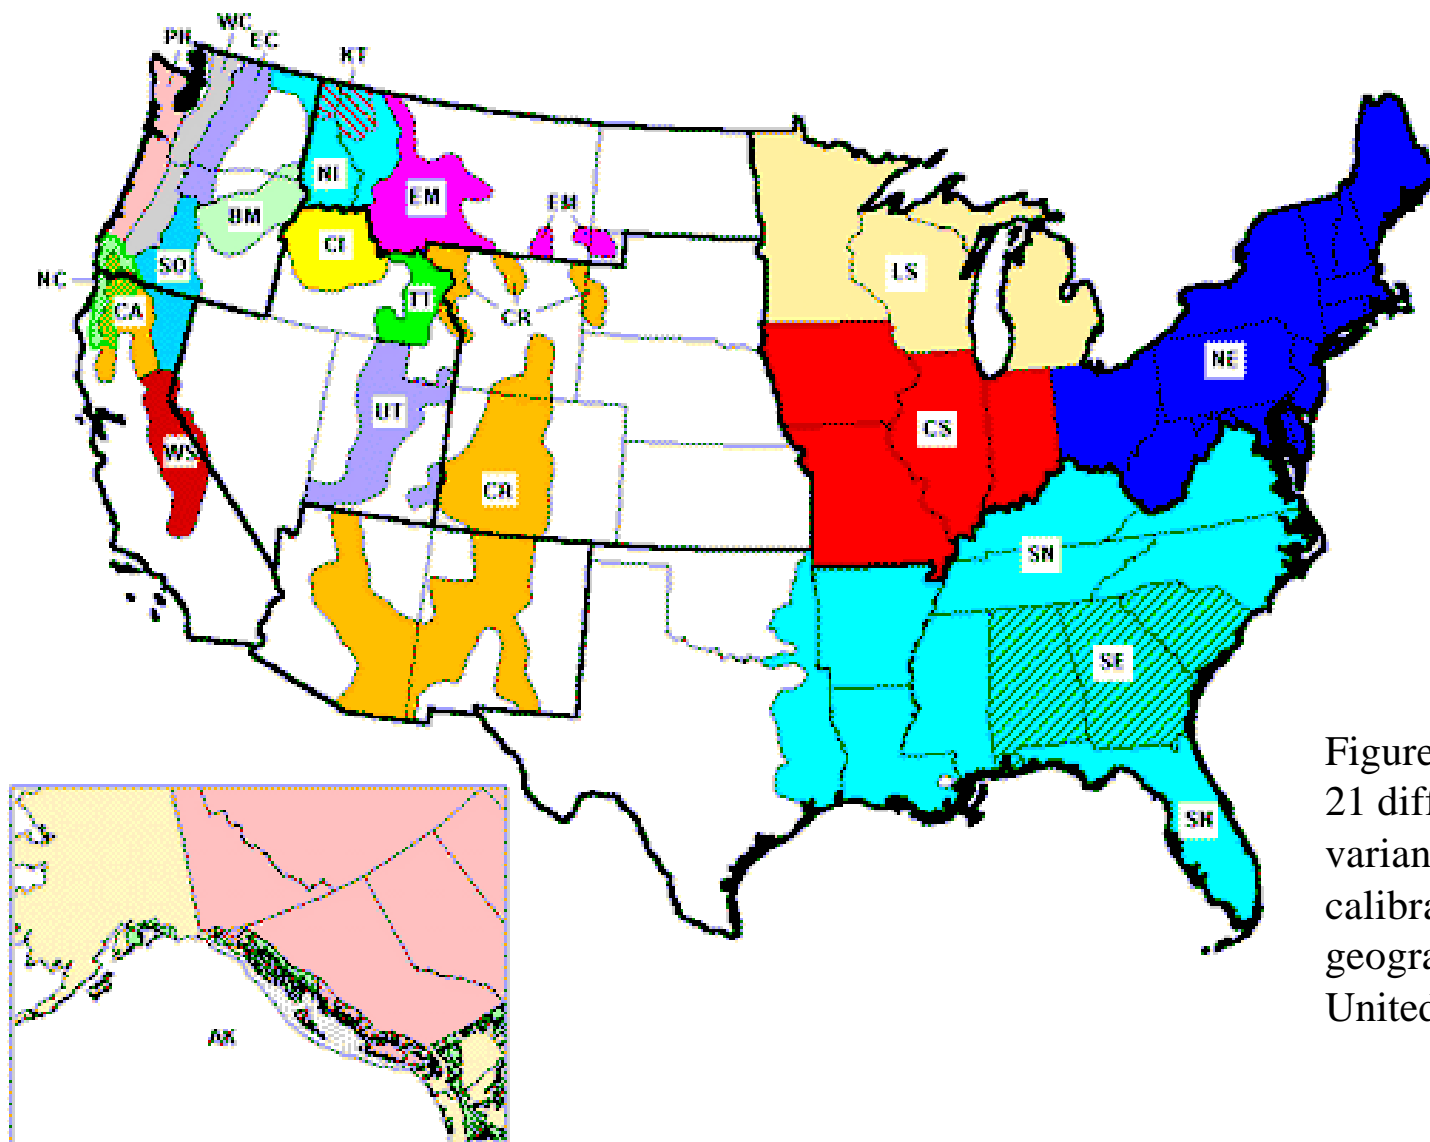 WC
PN
EC
KT
NI
EM
BM
EM
CI
LS
SO
NC
TT
CA
CR
NE
UT
CS
WS
CR
SN
SE
SN
AK
Figure
21 diff
varian
calibra
geogra
United